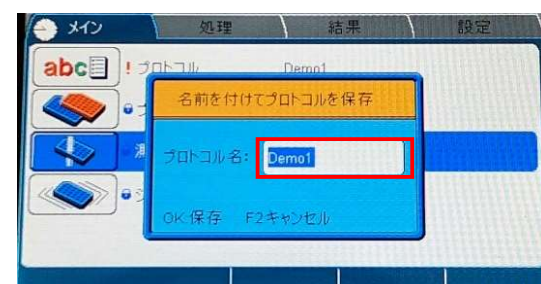 メイン 処理 結果 設定
abc ! プロトコル Demo1
名前を付けてプロトコルを保存
プロトコル名: Demo1
測
OK:保存 F2キャンセル